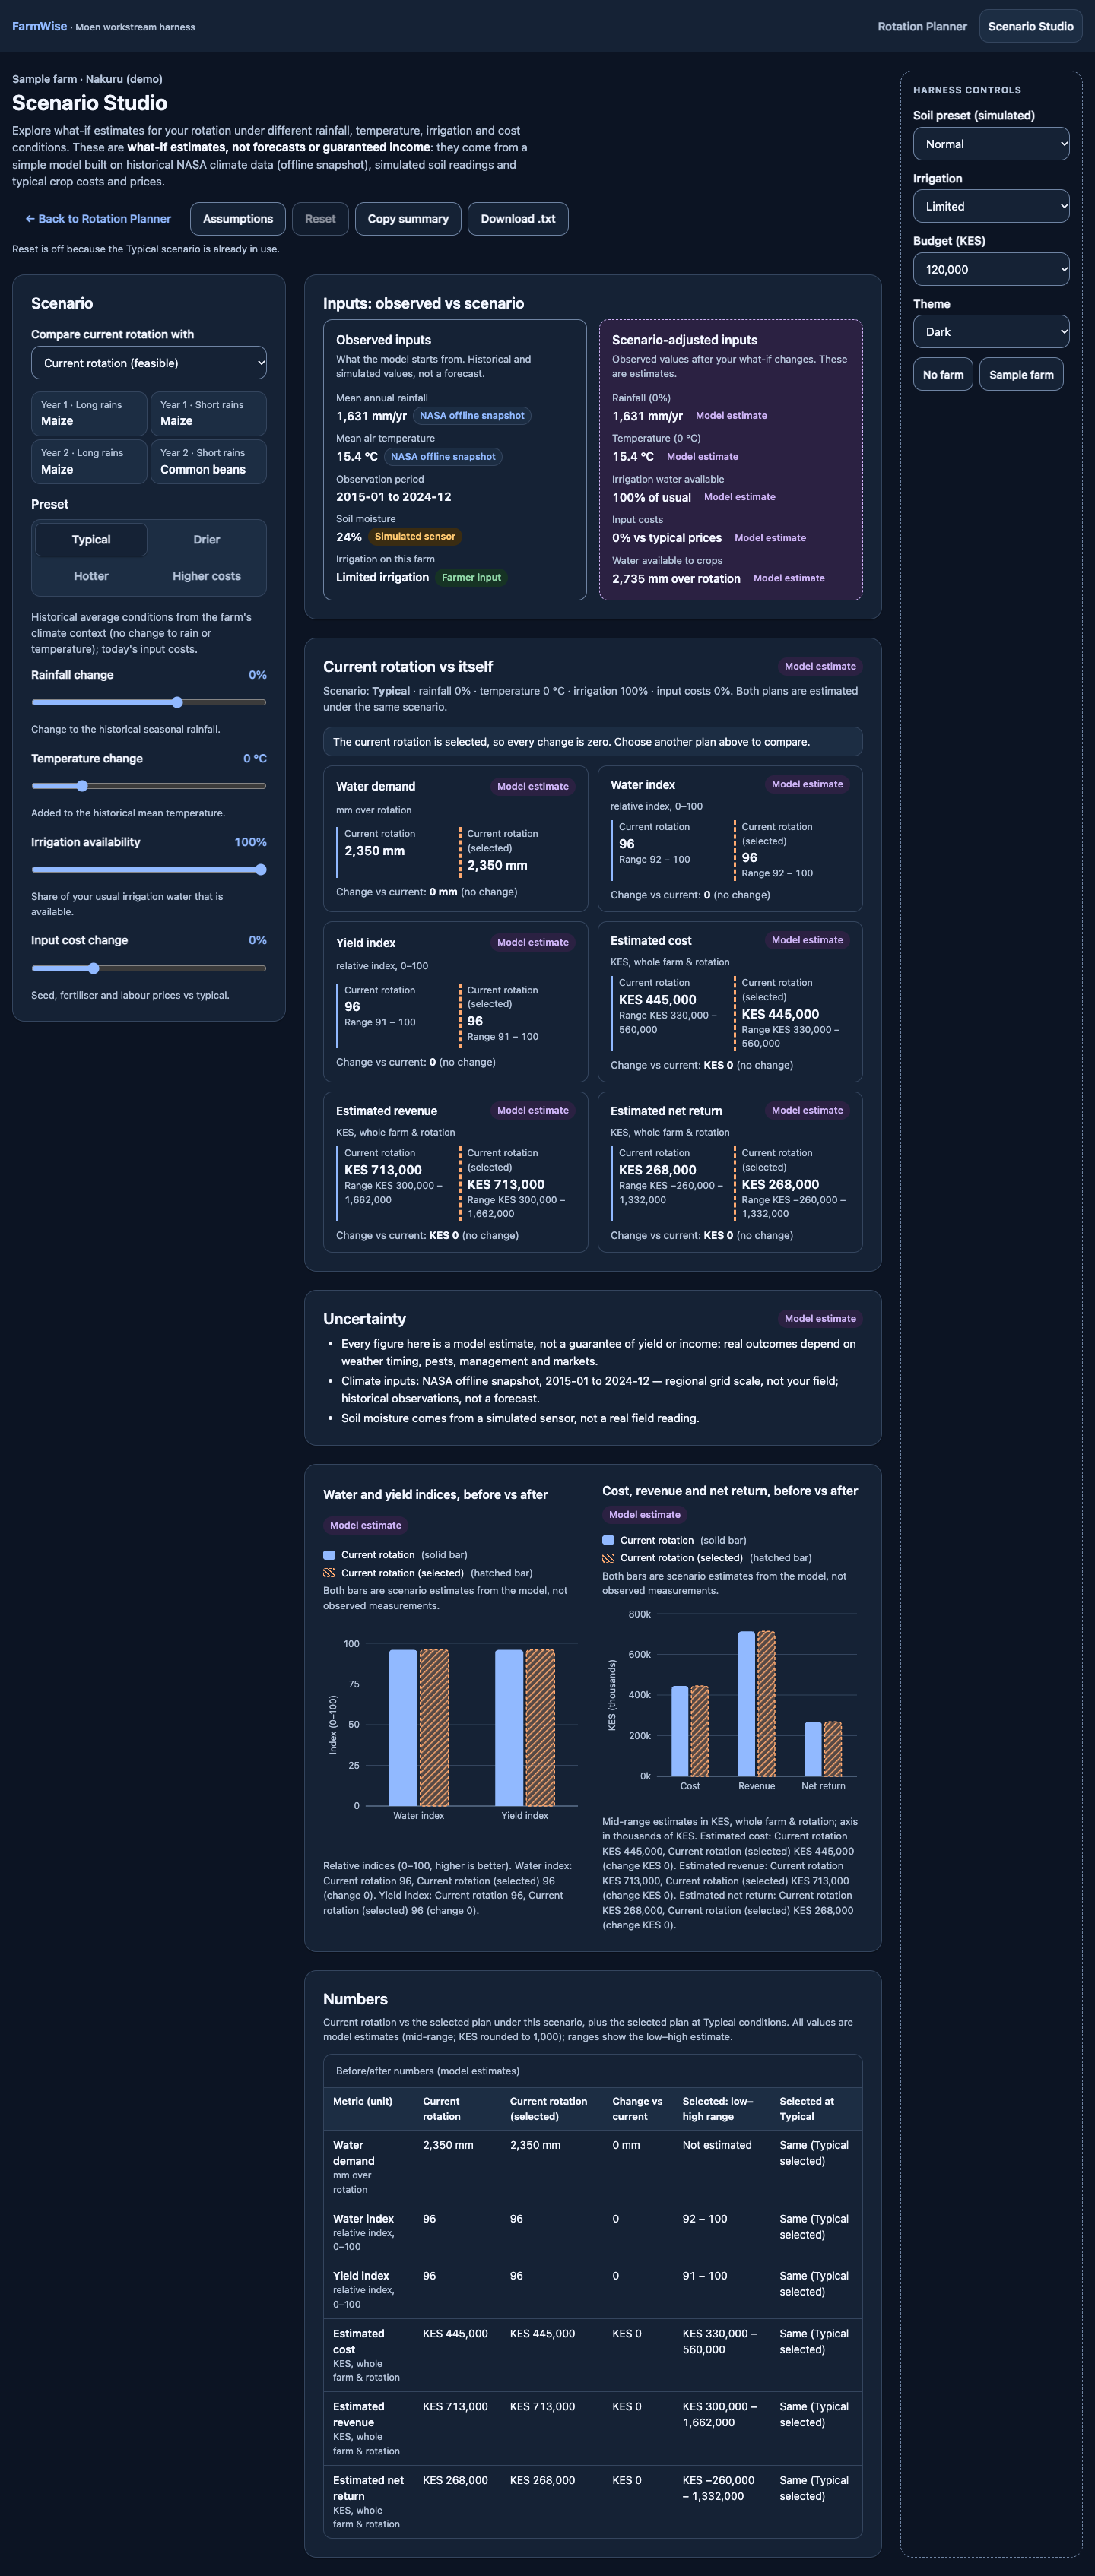 FarmWise · Moen workstream harness
Rotation Planner
Scenario Studio
Sample farm · Nakuru (demo)
Scenario Studio
Explore what-if estimates for your rotation under different rainfall, temperature, irrigation and cost
conditions. These are what-if estimates, not forecasts or guaranteed income: they come from a
simple model built on historical NASA climate data (offline snapshot), simulated soil readings and
typical crop costs and prices.
← Back to Rotation Planner
Assumptions
Reset
Copy summary
Download .txt
Reset is off because the Typical scenario is already in use.
HARNESS CONTROLS
Soil preset (simulated)
Normal
Irrigation
Limited
Budget (KES)
120,000
Theme
Dark
No farm
Sample farm
Scenario
Compare current rotation with
Current rotation (feasible)
Year 1 · Long rains
Maize
Year 1 · Short rains
Maize
Year 2 · Long rains
Maize
Year 2 · Short rains
Common beans
Preset
Typical
Drier
Hotter
Higher costs
Historical average conditions from the farm's
climate context (no change to rain or
temperature); today's input costs.
Rainfall change 0%
Change to the historical seasonal rainfall.
Temperature change 0 °C
Added to the historical mean temperature.
Irrigation availability 100%
Share of your usual irrigation water that is
available.
Input cost change 0%
Seed, fertiliser and labour prices vs typical.
Inputs: observed vs scenario
Observed inputs
What the model starts from. Historical and
simulated values, not a forecast.
Mean annual rainfall
1,631 mm/yr NASA offline snapshot
Mean air temperature
15.4 °C NASA offline snapshot
Observation period
2015-01 to 2024-12
Soil moisture
24% Simulated sensor
Irrigation on this farm
Limited irrigation Farmer input
Scenario-adjusted inputs
Observed values after your what-if changes. These
are estimates.
Rainfall (0%)
1,631 mm/yr Model estimate
Temperature (0 °C)
15.4 °C Model estimate
Irrigation water available
100% of usual Model estimate
Input costs
0% vs typical prices Model estimate
Water available to crops
2,735 mm over rotation Model estimate
Current rotation vs itself
Model estimate
Scenario: Typical · rainfall 0% · temperature 0 °C · irrigation 100% · input costs 0%. Both plans are estimated
under the same scenario.
The current rotation is selected, so every change is zero. Choose another plan above to compare.
Water demand
Model estimate
mm over rotation
Current rotation
2,350 mm
Current rotation
(selected)
2,350 mm
Change vs current: 0 mm (no change)
Water index
Model estimate
relative index, 0–100
Current rotation
96
Range 92 – 100
Current rotation
(selected)
96
Range 92 – 100
Change vs current: 0 (no change)
Yield index
Model estimate
relative index, 0–100
Current rotation
96
Range 91 – 100
Current rotation
(selected)
96
Range 91 – 100
Change vs current: 0 (no change)
Estimated cost
Model estimate
KES, whole farm & rotation
Current rotation
KES 445,000
Range KES 330,000 –
560,000
Current rotation
(selected)
KES 445,000
Range KES 330,000 –
560,000
Change vs current: KES 0 (no change)
Estimated revenue
Model estimate
KES, whole farm & rotation
Current rotation
KES 713,000
Range KES 300,000 –
1,662,000
Current rotation
(selected)
KES 713,000
Range KES 300,000 –
1,662,000
Change vs current: KES 0 (no change)
Estimated net return
Model estimate
KES, whole farm & rotation
Current rotation
KES 268,000
Range KES −260,000 –
1,332,000
Current rotation
(selected)
KES 268,000
Range KES −260,000 –
1,332,000
Change vs current: KES 0 (no change)
Uncertainty
Model estimate
• Every figure here is a model estimate, not a guarantee of yield or income: real outcomes depend on
weather timing, pests, management and markets.
• Climate inputs: NASA offline snapshot, 2015-01 to 2024-12 — regional grid scale, not your field;
historical observations, not a forecast.
• Soil moisture comes from a simulated sensor, not a real field reading.
Water and yield indices, before vs after
Model estimate
Current rotation (solid bar)
Current rotation (selected) (hatched bar)
Both bars are scenario estimates from the model, not
observed measurements.
Index (0–100)
100
75
50
25
0
Water index
Yield index
Relative indices (0–100, higher is better). Water index:
Current rotation 96, Current rotation (selected) 96
(change 0). Yield index: Current rotation 96, Current
rotation (selected) 96 (change 0).
Cost, revenue and net return, before vs after
Model estimate
Current rotation (solid bar)
Current rotation (selected) (hatched bar)
Both bars are scenario estimates from the model, not
observed measurements.
KES (thousands)
800k
600k
400k
200k
0k
Cost
Revenue
Net return
Mid-range estimates in KES, whole farm & rotation; axis
in thousands of KES. Estimated cost: Current rotation
KES 445,000, Current rotation (selected) KES 445,000
(change KES 0). Estimated revenue: Current rotation
KES 713,000, Current rotation (selected) KES 713,000
(change KES 0). Estimated net return: Current rotation
KES 268,000, Current rotation (selected) KES 268,000
(change KES 0).
Numbers
Current rotation vs the selected plan under this scenario, plus the selected plan at Typical conditions. All values are
model estimates (mid-range; KES rounded to 1,000); ranges show the low–high estimate.
Before/after numbers (model estimates)
Metric (unit)
Current
rotation
Current rotation
(selected)
Change vs
current
Selected: low–
high range
Selected at
Typical
Water
demand
mm over
rotation
2,350 mm
2,350 mm
0 mm
Not estimated
Same (Typical
selected)
Water index
relative index,
0–100
96
96
0
92 – 100
Same (Typical
selected)
Yield index
relative index,
0–100
96
96
0
91 – 100
Same (Typical
selected)
Estimated
cost
KES, whole
farm & rotation
KES 445,000
KES 445,000
KES 0
KES 330,000 –
560,000
Same (Typical
selected)
Estimated
revenue
KES, whole
farm & rotation
KES 713,000
KES 713,000
KES 0
KES 300,000 –
1,662,000
Same (Typical
selected)
Estimated net
return
KES, whole
farm & rotation
KES 268,000
KES 268,000
KES 0
KES −260,000
– 1,332,000
Same (Typical
selected)